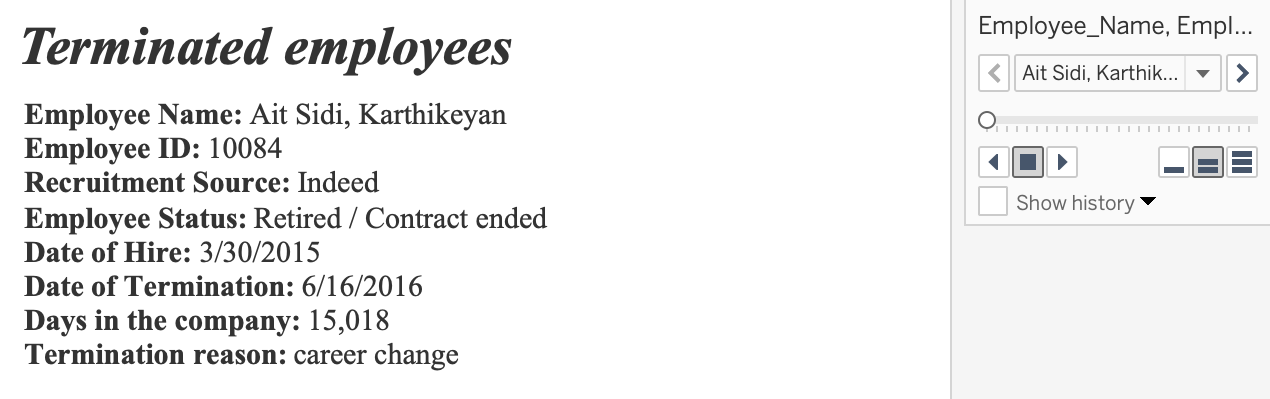 Terminated employees
Employee Name: Ait Sidi, Karthikeyan
Employee ID: 10084
Recruitment Source: Indeed
Employee Status: Retired / Contract ended
Date of Hire: 3/30/2015
Date of Termination: 6/16/2016
Days in the company: 15,018
Termination reason: career change
Employee_Name, Empl...
Ait Sidi, Karthik...
Show history